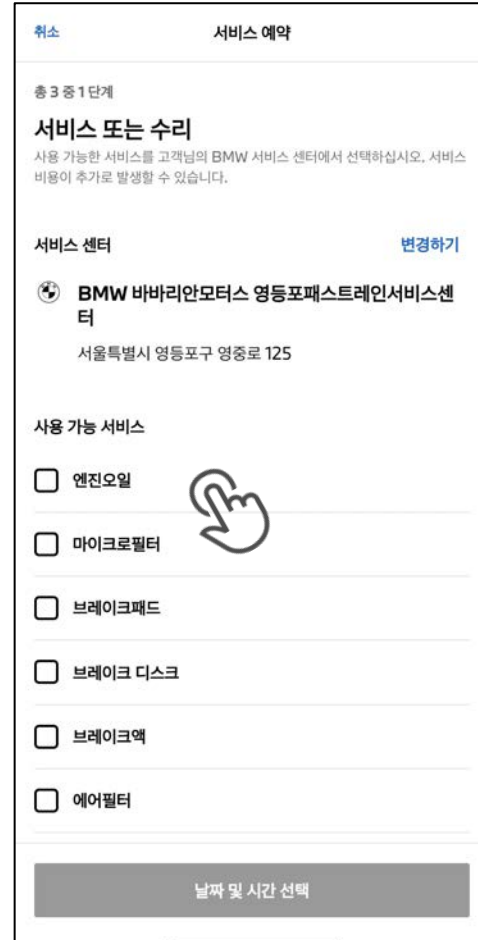 취소
서비스 예약
총 3 중 1 단계
서비스 또는 수리
사용 가능한 서비스를 고객님의 BMW 서비스 센터에서 선택하십시오. 서비스
비용이 추가로 발생할 수 있습니다.
서비스 센터
변경하기
BMW 바바리안모터스 영등포패스트레인서비스센
터
서울특별시 영등포구 영중로 125
사용 가능 서비스
엔진오일
마이크로필터
브레이크패드
브레이크 디스크
브레이크액
에어필터
날짜 및 시간 선택